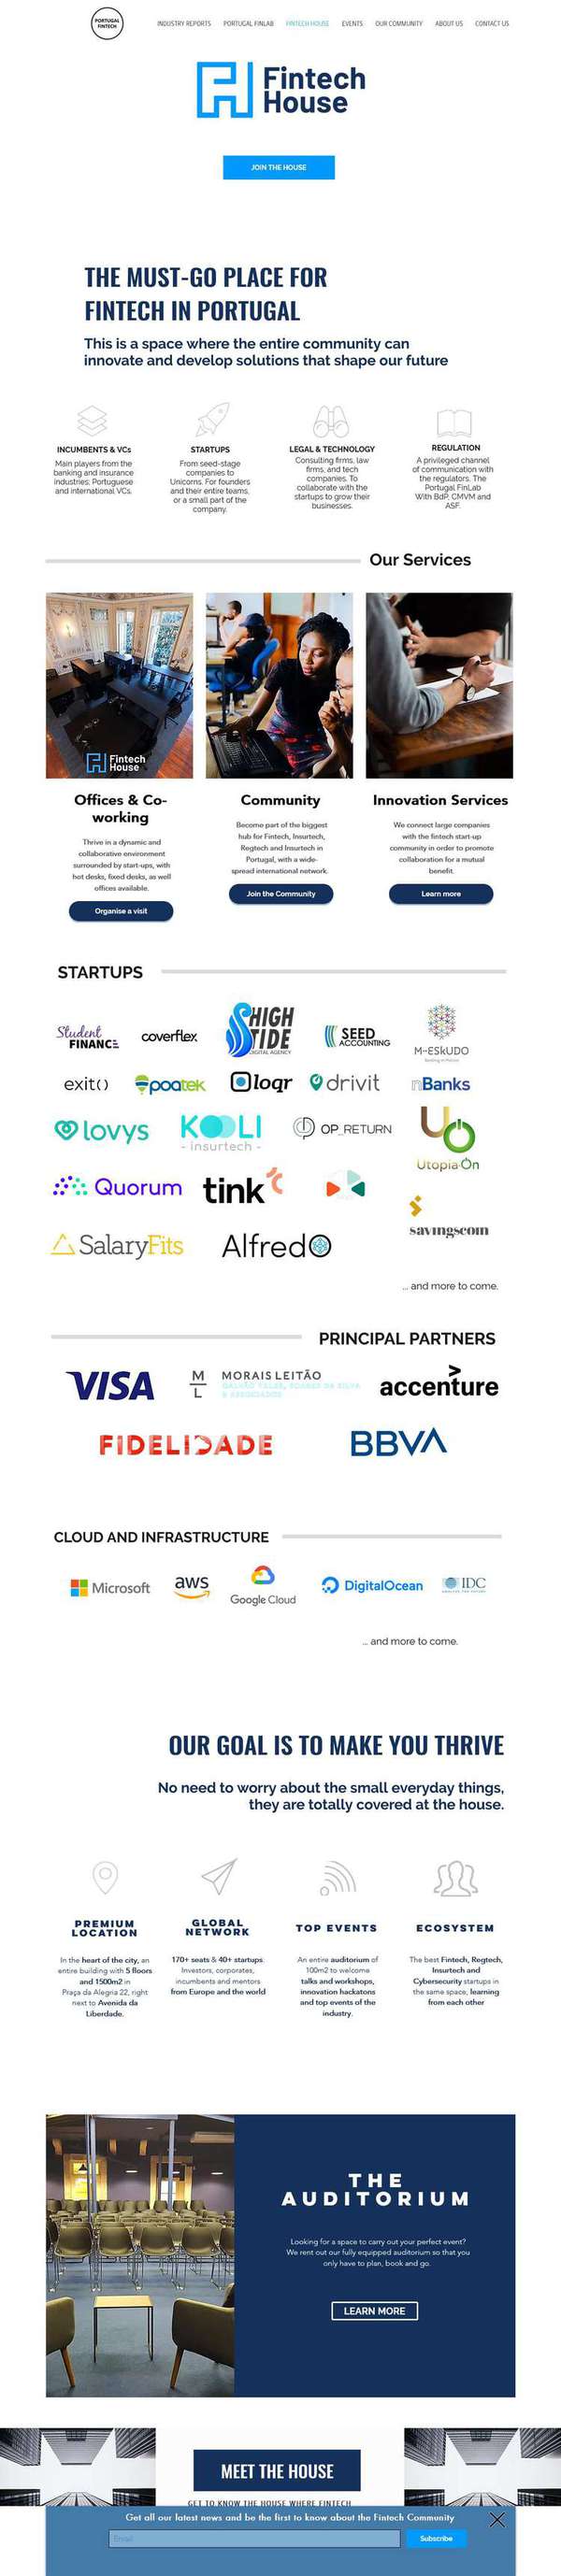 PORTUGAL
FINTECH
INDUSTRY REPORTS PORTUGAL FINLAB FINTECH HOUSE EVENTS OUR COMMUNITY ABOUT US CONTACT US
Fintech
House
JOIN THE HOUSE
THE MUST-GO PLACE FOR
FINTECH IN PORTUGAL
This is a space where the entire community can
innovate and develop solutions that shape our future
INCUMBENTS & VCs
Main players from the
banking and insurance
industries; Portuguese
and international VCs.
STARTUPS
From seed-stage
companies to
Unicorns. For founders
and their entire teams,
or a small part of the
company.
LEGAL & TECHNOLOGY
Consulting firms, law
firms, and tech
companies. To
collaborate with the
startups to grow their
businesses.
REGULATION
A privileged channel
of communication with
the regulators. The
Portugal FinLab
With BdP, CMVM and
ASF.
Our Services
Fintech
House
Offices & Co-
working
Thrive in a dynamic and
collaborative environment
surrounded by start-ups, with
hot desks, fixed desks, as well
offices available.
Organise a visit
Community
Become part of the biggest
hub for Fintech, Insurtech,
Regtech and Insurtech in
Portugal, with a wide-
spread international network.
Join the Community
Innovation Services
We connect large companies
with the fintech start-up
community in order to promote
collaboration for a mutual
benefit.
Learn more
STARTUPS
Student
FINANCE
coverflex
HIGH
TIDE
DIGITAL AGENCY
SEED
ACCOUNTING
M-ESKUDO
exit()
poatek
loqr
drivit
nBanks
lovys
KOOLI
- insurtech -
OP_RETURN
UO
Utopia·On
Quorum
tink
savingscoin
SalaryFits
Alfredo
... and more to come.
PRINCIPAL PARTNERS
VISA
M
L
MORAIS LEITÃO
GALVÃO TELES, SOARES DA SILVA
& ASSOCIADOS
accenture
FIDELIDADE
BBVA
CLOUD AND INFRASTRUCTURE
Microsoft
aws
Google Cloud
DigitalOcean
IDC
... and more to come.
OUR GOAL IS TO MAKE YOU THRIVE
No need to worry about the small everyday things,
they are totally covered at the house.
PREMIUM
LOCATION
In the heart of the city, an
entire building with 5 floors
and 1500m2 in
Praça da Alegria 22, right
next to Avenida da
Liberdade.
GLOBAL
NETWORK
170+ seats & 40+ startups
Investors, corporates,
incumbents and mentors
from Europe and the world
TOP EVENTS
An entire auditorium of
100m2 to welcome
talks and workshops,
innovation hackatons
and top events of the
industry.
ECOSYSTEM
The best Fintech, Regtech,
Insurtech and
Cybersecurity startups in
the same space, learning
from each other
THE
AUDITORIUM
Looking for a space to carry out your perfect event?
We rent out our fully equipped auditorium so that you
only have to plan, book and go.
LEARN MORE
MEET THE HOUSE
GET TO KNOW THE HOUSE WHERE FINTECH
Get all our latest news and be the first to know about the Fintech Community
Email
Subscribe